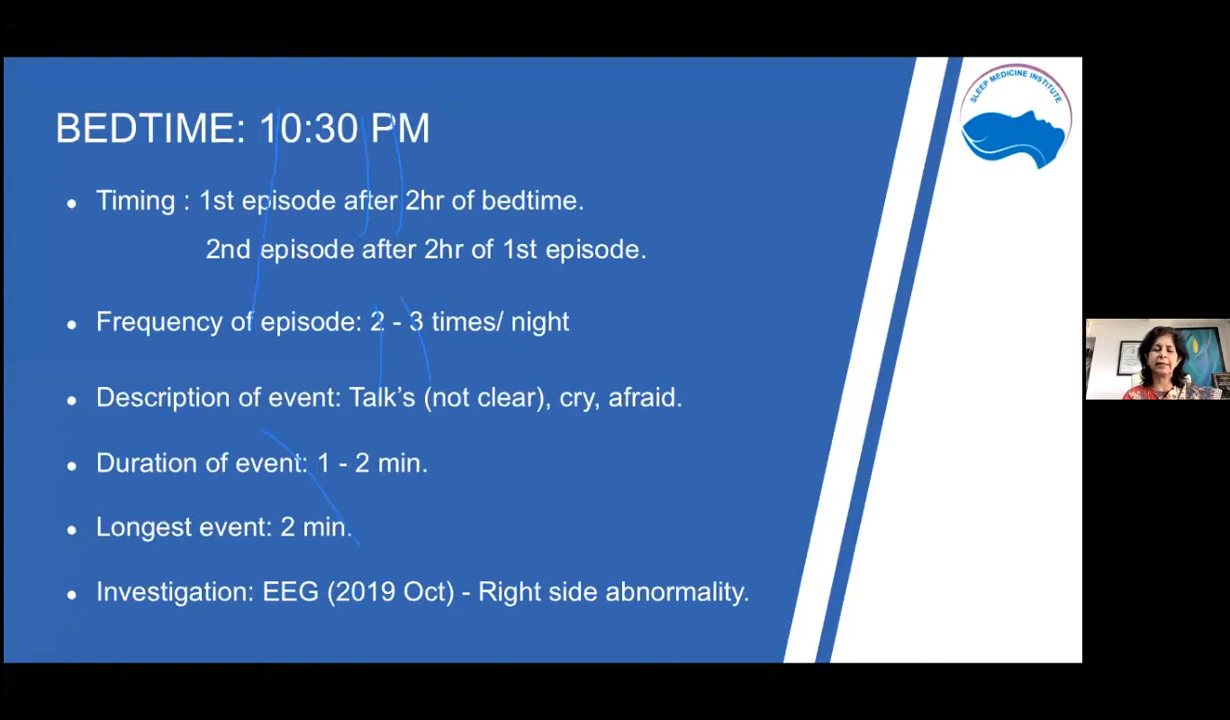 SLEEP MEDICINE INSTITUTE
BEDTIME: 10:30 PM
• Timing : 1st episode after 2hr of bedtime.
2nd episode after 2hr of 1st episode.
• Frequency of episode: 2 - 3 times/ night
• Description of event: Talk's (not clear), cry, afraid.
• Duration of event: 1 - 2 min.
• Longest event: 2 min.
• Investigation: EEG (2019 Oct) - Right side abnormality.